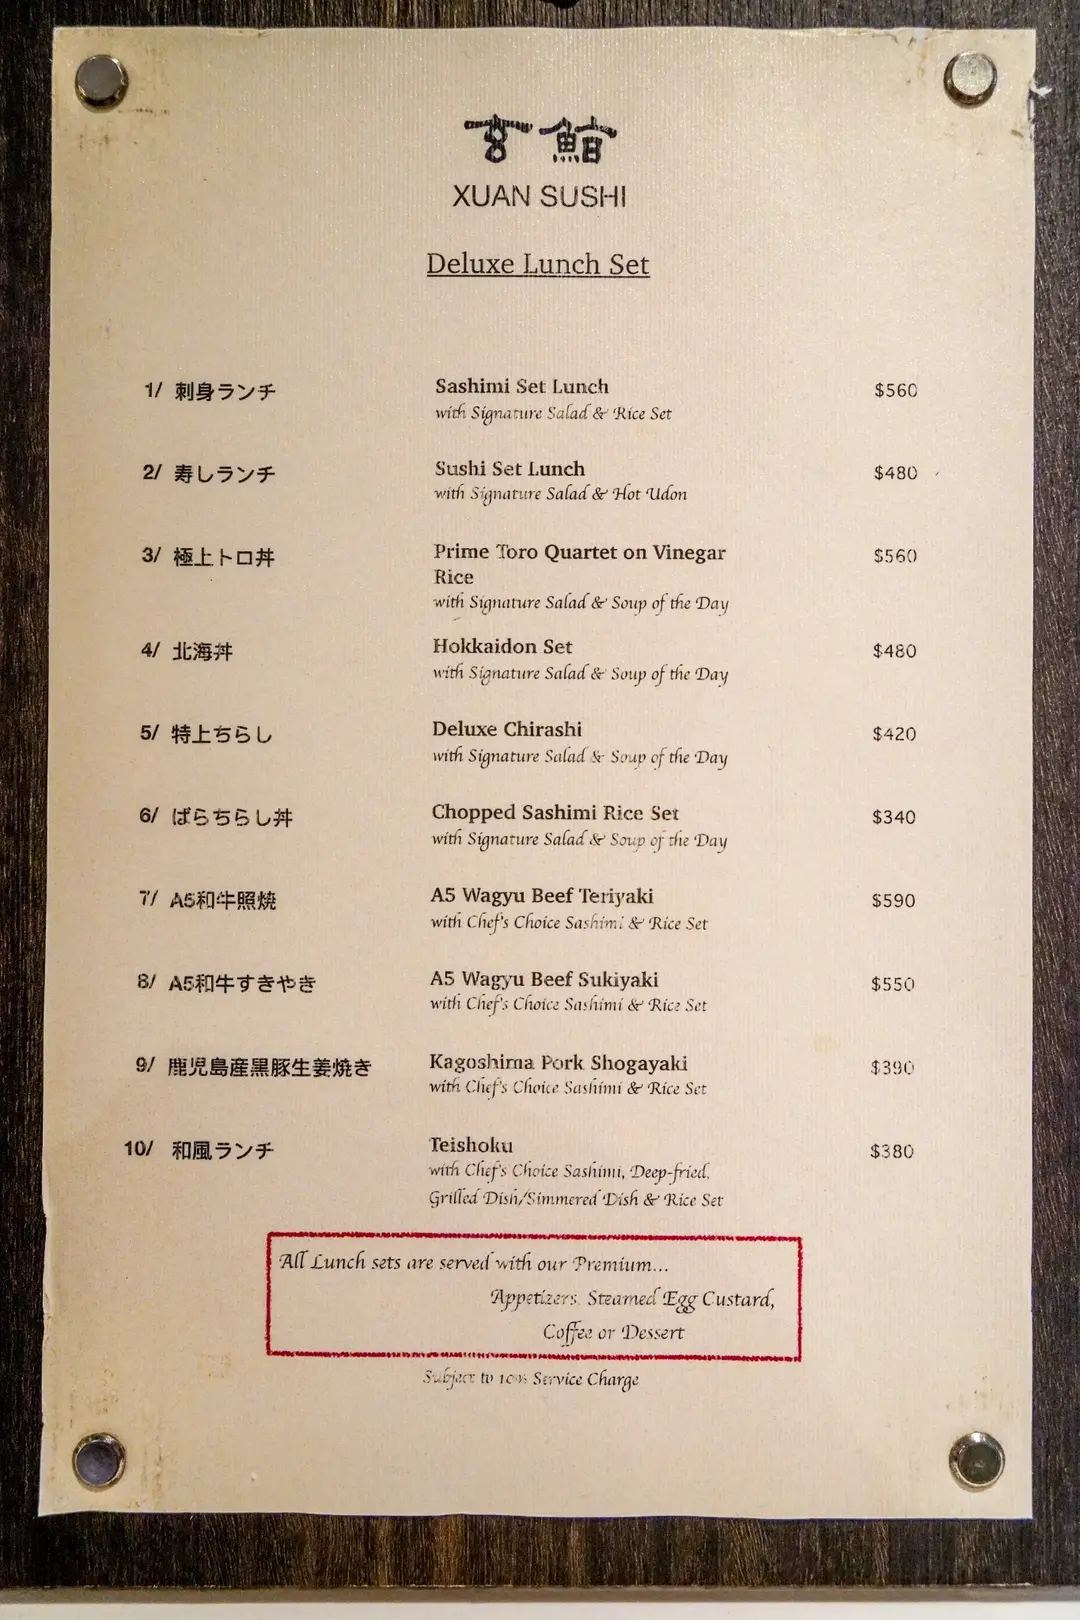 玄鮨
XUAN SUSHI
Deluxe Lunch Set
1/ 刺身ランチ Sashimi Set Lunch $560
with Signature Salad & Rice Set
2/ 寿しランチ Sushi Set Lunch $480
with Signature Salad & Hot Udon
3/ 極上トロ丼 Prime Toro Quartet on Vinegar $560
Rice
with Signature Salad & Soup of the Day
4/ 北海丼 Hokkaidon Set $480
with Signature Salad & Soup of the Day
5/ 特上ちらし Deluxe Chirashi $420
with Signature Salad & Soup of the Day
6/ ばらちらし丼 Chopped Sashimi Rice Set $340
with Signature Salad & Soup of the Day
7/ A5和牛照焼 A5 Wagyu Beef Teriyaki $590
with Chef's Choice Sashimi & Rice Set
8/ A5和牛すきやき A5 Wagyu Beef Sukiyaki $550
with Chef's Choice Sashimi & Rice Set
9/ 鹿児島産黒豚生姜焼き Kagoshima Pork Shogayaki $390
with Chef's Choice Sashimi & Rice Set
10/ 和風ランチ Teishoku $380
with Chef's Choice Sashimi, Deep-fried,
Grilled Dish/Simmered Dish & Rice Set
All Lunch sets are served with our Premium...
Appetizers, Steamed Egg Custard,
Coffee or Dessert
Subject to 10% Service Charge